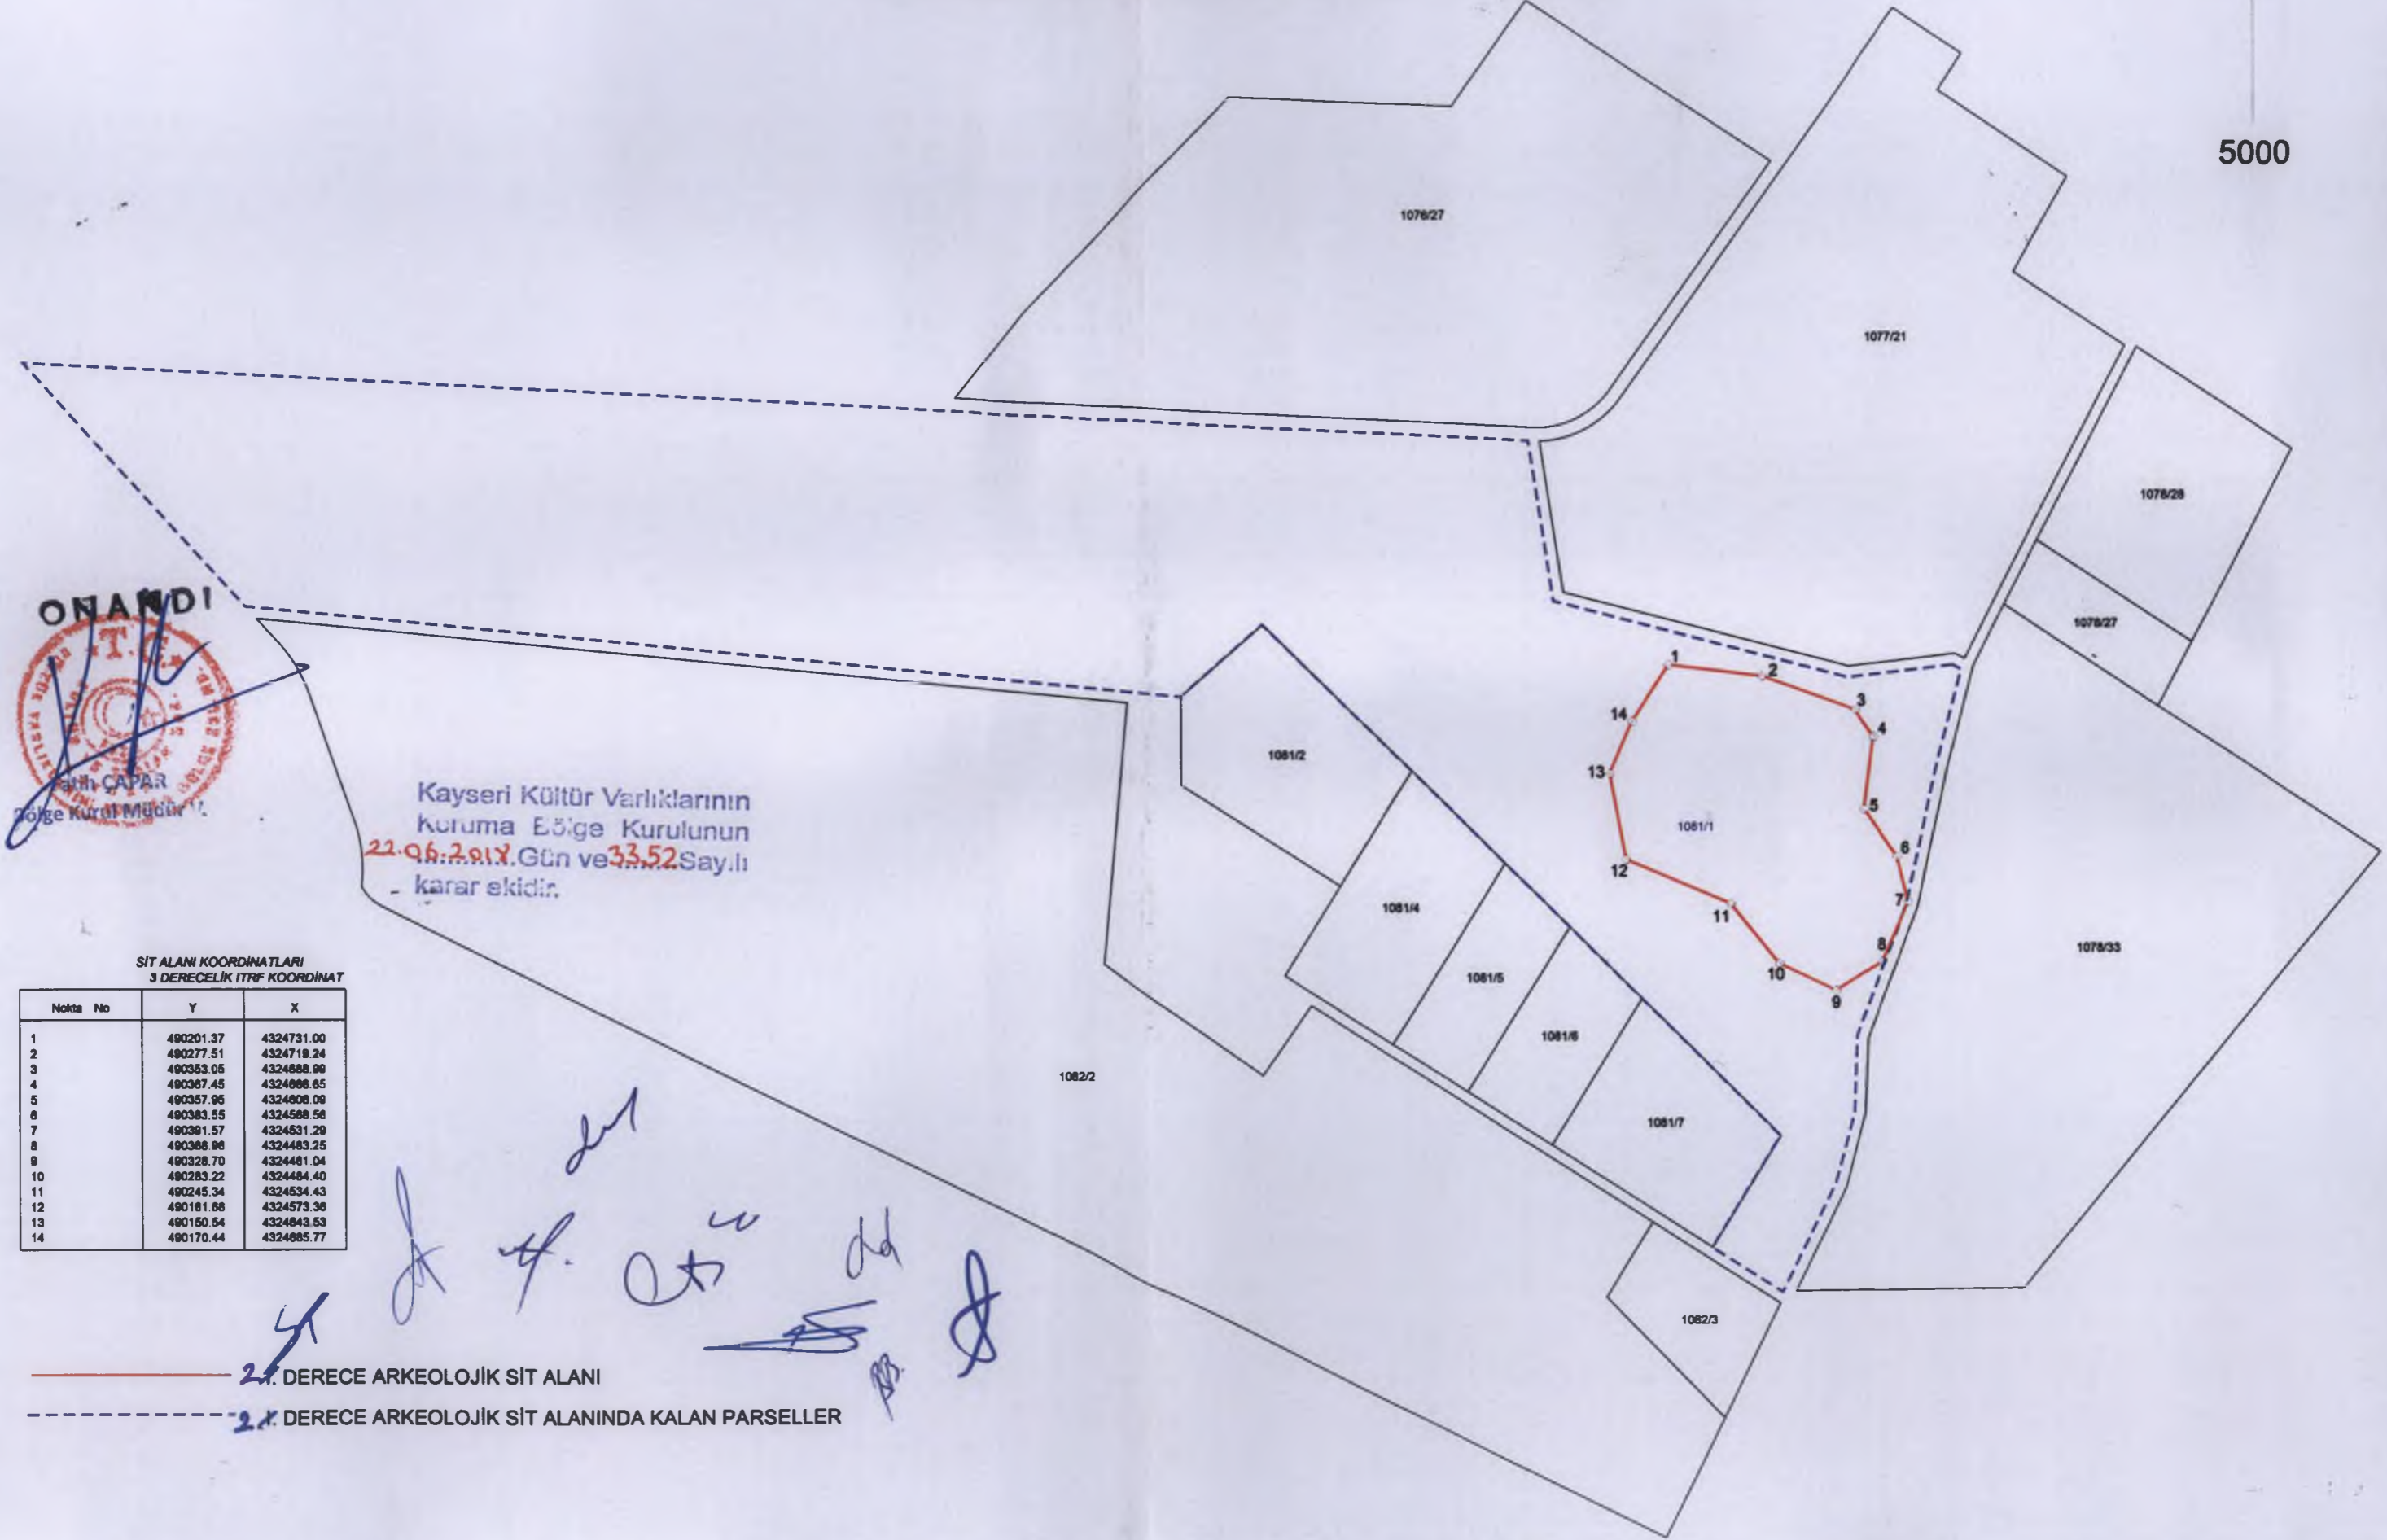 5000
1076/27
1077/21
1078/28
1078/27
ONANDI
T.C.
Fatih ÇAPAR
Bölge Kurul Müdür V.
Kayseri Kültür Varlıklarının
Koruma Bölge Kurulunun
22.06.2018 Gün ve 3352 Sayılı
karar ekidir.
1
2
3
4
5
6
7
8
9
10
11
12
13
14
1081/1
1081/2
1081/4
1081/5
1081/6
1081/7
1078/33
1082/2
1082/3
SİT ALANI KOORDİNATLARI
3 DERECELİK ITRF KOORDİNAT
Nokta No Y X
1 490201.37 4324731.00
2 490277.51 4324719.24
3 490353.05 4324688.99
4 490367.45 4324666.65
5 490357.95 4324608.09
6 490383.55 4324568.56
7 490391.57 4324531.29
8 490368.96 4324483.25
9 490328.70 4324461.04
10 490283.22 4324484.40
11 490245.34 4324534.43
12 490161.68 4324573.36
13 490150.54 4324643.53
14 490170.44 4324685.77
2. DERECE ARKEOLOJİK SİT ALANI
2. DERECE ARKEOLOJİK SİT ALANINDA KALAN PARSELLER